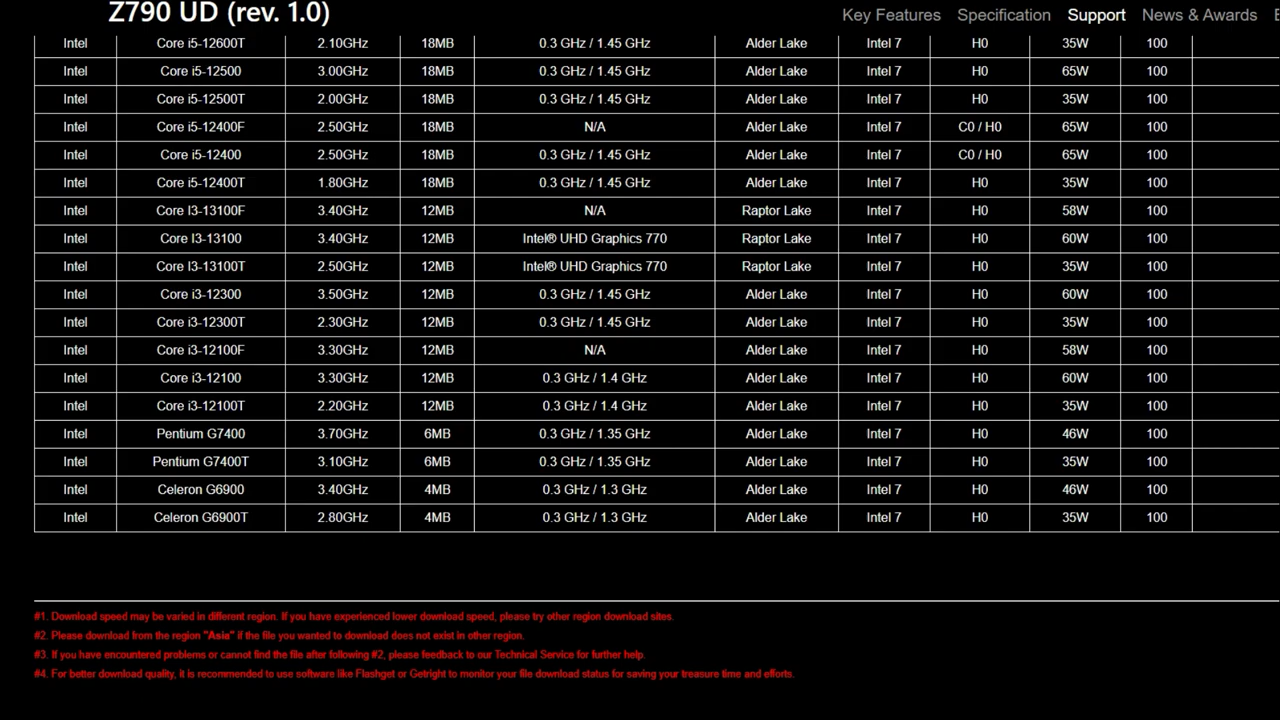 Z790 UD (rev. 1.0)
Key Features Specification Support News & Awards
Intel Core i5-12600T 2.10GHz 18MB 0.3 GHz / 1.45 GHz Alder Lake Intel 7 H0 35W 100
Intel Core i5-12500 3.00GHz 18MB 0.3 GHz / 1.45 GHz Alder Lake Intel 7 H0 65W 100
Intel Core i5-12500T 2.00GHz 18MB 0.3 GHz / 1.45 GHz Alder Lake Intel 7 H0 35W 100
Intel Core i5-12400F 2.50GHz 18MB N/A Alder Lake Intel 7 C0 / H0 65W 100
Intel Core i5-12400 2.50GHz 18MB 0.3 GHz / 1.45 GHz Alder Lake Intel 7 C0 / H0 65W 100
Intel Core i5-12400T 1.80GHz 18MB 0.3 GHz / 1.45 GHz Alder Lake Intel 7 H0 35W 100
Intel Core I3-13100F 3.40GHz 12MB N/A Raptor Lake Intel 7 H0 58W 100
Intel Core I3-13100 3.40GHz 12MB Intel® UHD Graphics 770 Raptor Lake Intel 7 H0 60W 100
Intel Core I3-13100T 2.50GHz 12MB Intel® UHD Graphics 770 Raptor Lake Intel 7 H0 35W 100
Intel Core i3-12300 3.50GHz 12MB 0.3 GHz / 1.45 GHz Alder Lake Intel 7 H0 60W 100
Intel Core i3-12300T 2.30GHz 12MB 0.3 GHz / 1.45 GHz Alder Lake Intel 7 H0 35W 100
Intel Core i3-12100F 3.30GHz 12MB N/A Alder Lake Intel 7 H0 58W 100
Intel Core i3-12100 3.30GHz 12MB 0.3 GHz / 1.4 GHz Alder Lake Intel 7 H0 60W 100
Intel Core i3-12100T 2.20GHz 12MB 0.3 GHz / 1.4 GHz Alder Lake Intel 7 H0 35W 100
Intel Pentium G7400 3.70GHz 6MB 0.3 GHz / 1.35 GHz Alder Lake Intel 7 H0 46W 100
Intel Pentium G7400T 3.10GHz 6MB 0.3 GHz / 1.35 GHz Alder Lake Intel 7 H0 35W 100
Intel Celeron G6900 3.40GHz 4MB 0.3 GHz / 1.3 GHz Alder Lake Intel 7 H0 46W 100
Intel Celeron G6900T 2.80GHz 4MB 0.3 GHz / 1.3 GHz Alder Lake Intel 7 H0 35W 100
#1. Download speed may be varied in different region. If you have experienced lower download speed, please try other region download sites.
#2. Please download from the region "Asia" if the file you wanted to download does not exist in other region.
#3. If you have encountered problems or cannot find the file after following #2, please feedback to our Technical Service for further help.
#4. For better download quality, it is recommended to use software like Flashget or Getright to monitor your file download status for saving your treasure time and efforts.